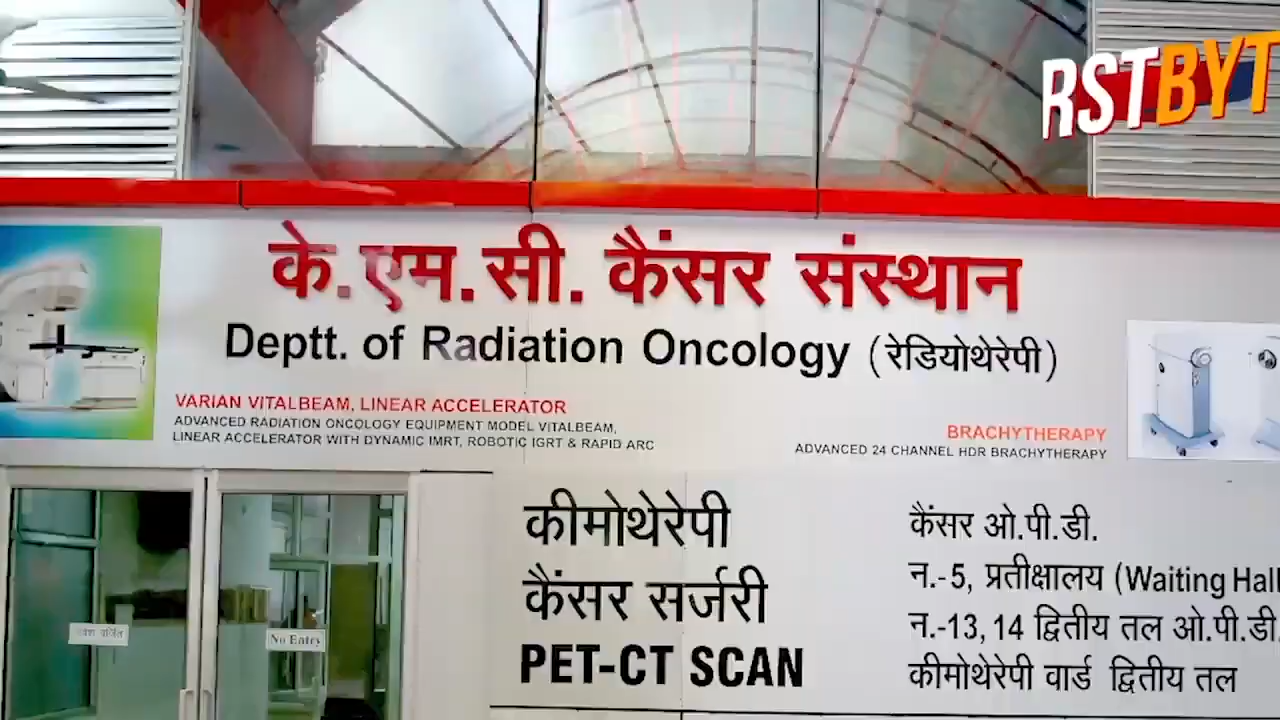 RSTBYT
के.एम.सी. कैंसर संस्थान
Deptt. of Radiation Oncology (रेडियोथेरेपी)
VARIAN VITALBEAM, LINEAR ACCELERATOR
ADVANCED RADIATION ONCOLOGY EQUIPMENT MODEL VITALBEAM,
LINEAR ACCELERATOR WITH DYNAMIC IMRT, ROBOTIC IGRT & RAPID ARC
BRACHYTHERAPY
ADVANCED 24 CHANNEL HDR BRACHYTHERAPY
कीमोथेरेपी
कैंसर सर्जरी
PET-CT SCAN
कैंसर ओ.पी.डी.
न.-5, प्रतीक्षालय (Waiting Hall
न.-13, 14 द्वितीय तल ओ.पी.डी
कीमोथेरेपी वार्ड द्वितीय तल
No Entry